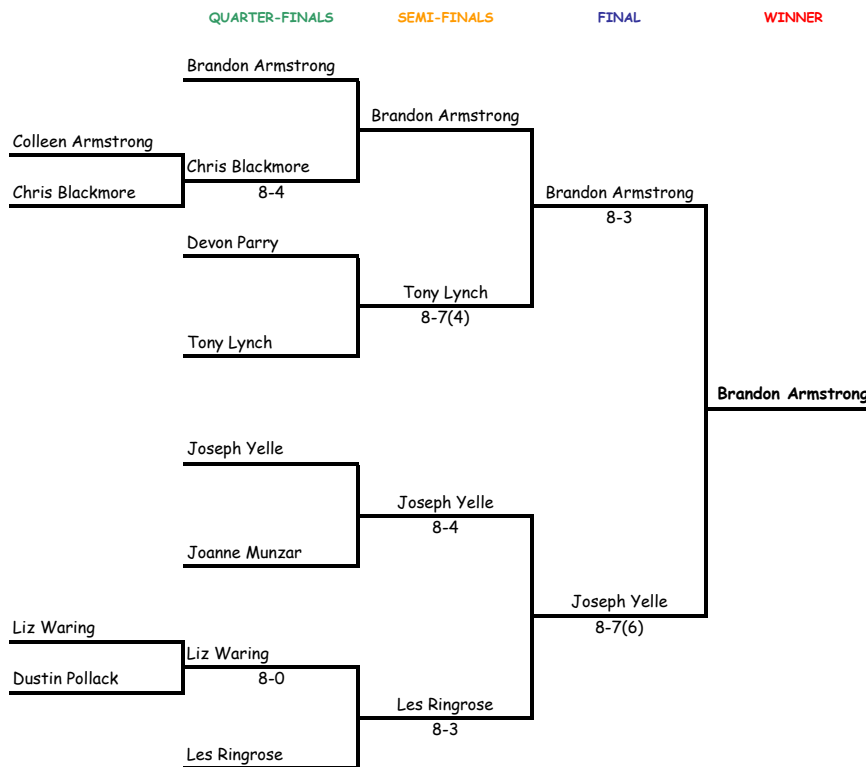 QUARTER-FINALS SEMI-FINALS FINAL WINNER
Brandon Armstrong
Brandon Armstrong
Colleen Armstrong
Chris Blackmore
Chris Blackmore
8-4
Brandon Armstrong
8-3
Devon Parry
Tony Lynch
8-7(4)
Tony Lynch
Brandon Armstrong
Joseph Yelle
Joseph Yelle
8-4
Joanne Munzar
Joseph Yelle
8-7(6)
Liz Waring
Liz Waring
8-0
Dustin Pollack
Les Ringrose
8-3
Les Ringrose